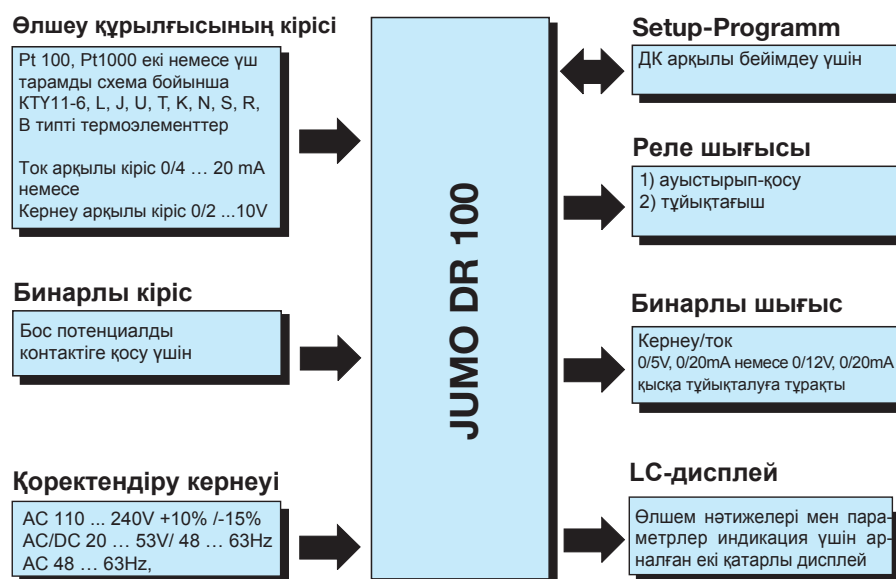 Өлшеу құрылғысының кірісі
Pt 100, Pt1000 екі немесе үш
тарамды схема бойынша
КТY11-6, L, J, U, T, K, N, S, R,
B типті термоэлементтер
Ток арқылы кіріс 0/4 … 20 mA
немесе
Кернеу арқылы кіріс 0/2 ...10V
Бинарлы кіріс
Бос потенциалды
контактіге қосу үшін
Қоректендіру кернеуі
AC 110 ... 240V +10% /-15%
AC/DC 20 … 53V/ 48 … 63Hz
AC 48 … 63Hz,
JUMO DR 100
Setup-Programm
ДК арқылы бейімдеу үшін
Реле шығысы
1) ауыстырып-қосу
2) тұйықтағыш
Бинарлы шығыс
Кернеу/ток
0/5V, 0/20mA немесе 0/12V, 0/20mA
қысқа тұйықталуға тұрақты
LC-дисплей
Өлшем нәтижелері мен пара-
метрлер индикация үшін ар-
налған екі қатарлы дисплей